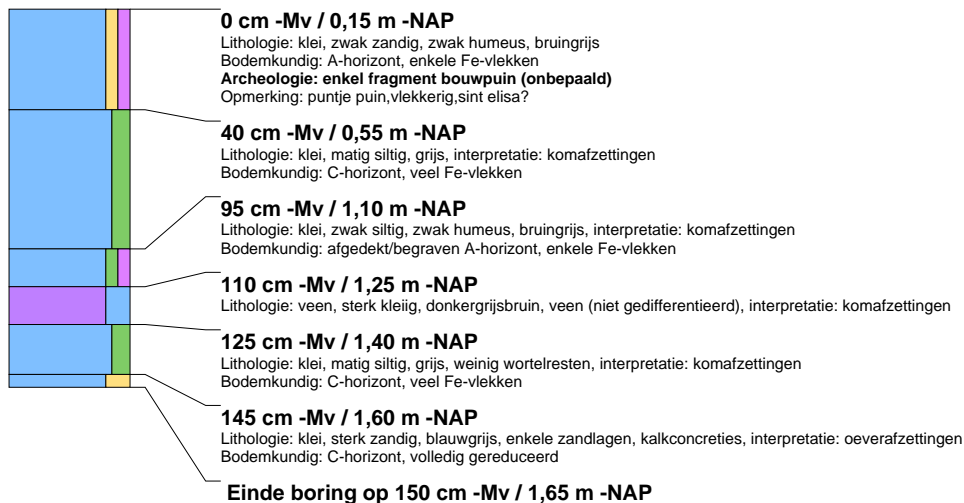 0 cm -Mv / 0,15 m -NAP
Lithologie: klei, zwak zandig, zwak humeus, bruingrijs
Bodemkundig: A-horizont, enkele Fe-vlekken
Archeologie: enkel fragment bouwpuin (onbepaald)
Opmerking: puntje puin,vlekkerig,sint elisa?
40 cm -Mv / 0,55 m -NAP
Lithologie: klei, matig siltig, grijs, interpretatie: komafzettingen
Bodemkundig: C-horizont, veel Fe-vlekken
95 cm -Mv / 1,10 m -NAP
Lithologie: klei, zwak siltig, zwak humeus, bruingrijs, interpretatie: komafzettingen
Bodemkundig: afgedekt/begraven A-horizont, enkele Fe-vlekken
110 cm -Mv / 1,25 m -NAP
Lithologie: veen, sterk kleiig, donkergrijsbruin, veen (niet gedifferentieerd), interpretatie: komafzettingen
125 cm -Mv / 1,40 m -NAP
Lithologie: klei, matig siltig, grijs, weinig wortelresten, interpretatie: komafzettingen
Bodemkundig: C-horizont, veel Fe-vlekken
145 cm -Mv / 1,60 m -NAP
Lithologie: klei, sterk zandig, blauwgrijs, enkele zandlagen, kalkconcreties, interpretatie: oeverafzettingen
Bodemkundig: C-horizont, volledig gereduceerd
Einde boring op 150 cm -Mv / 1,65 m -NAP